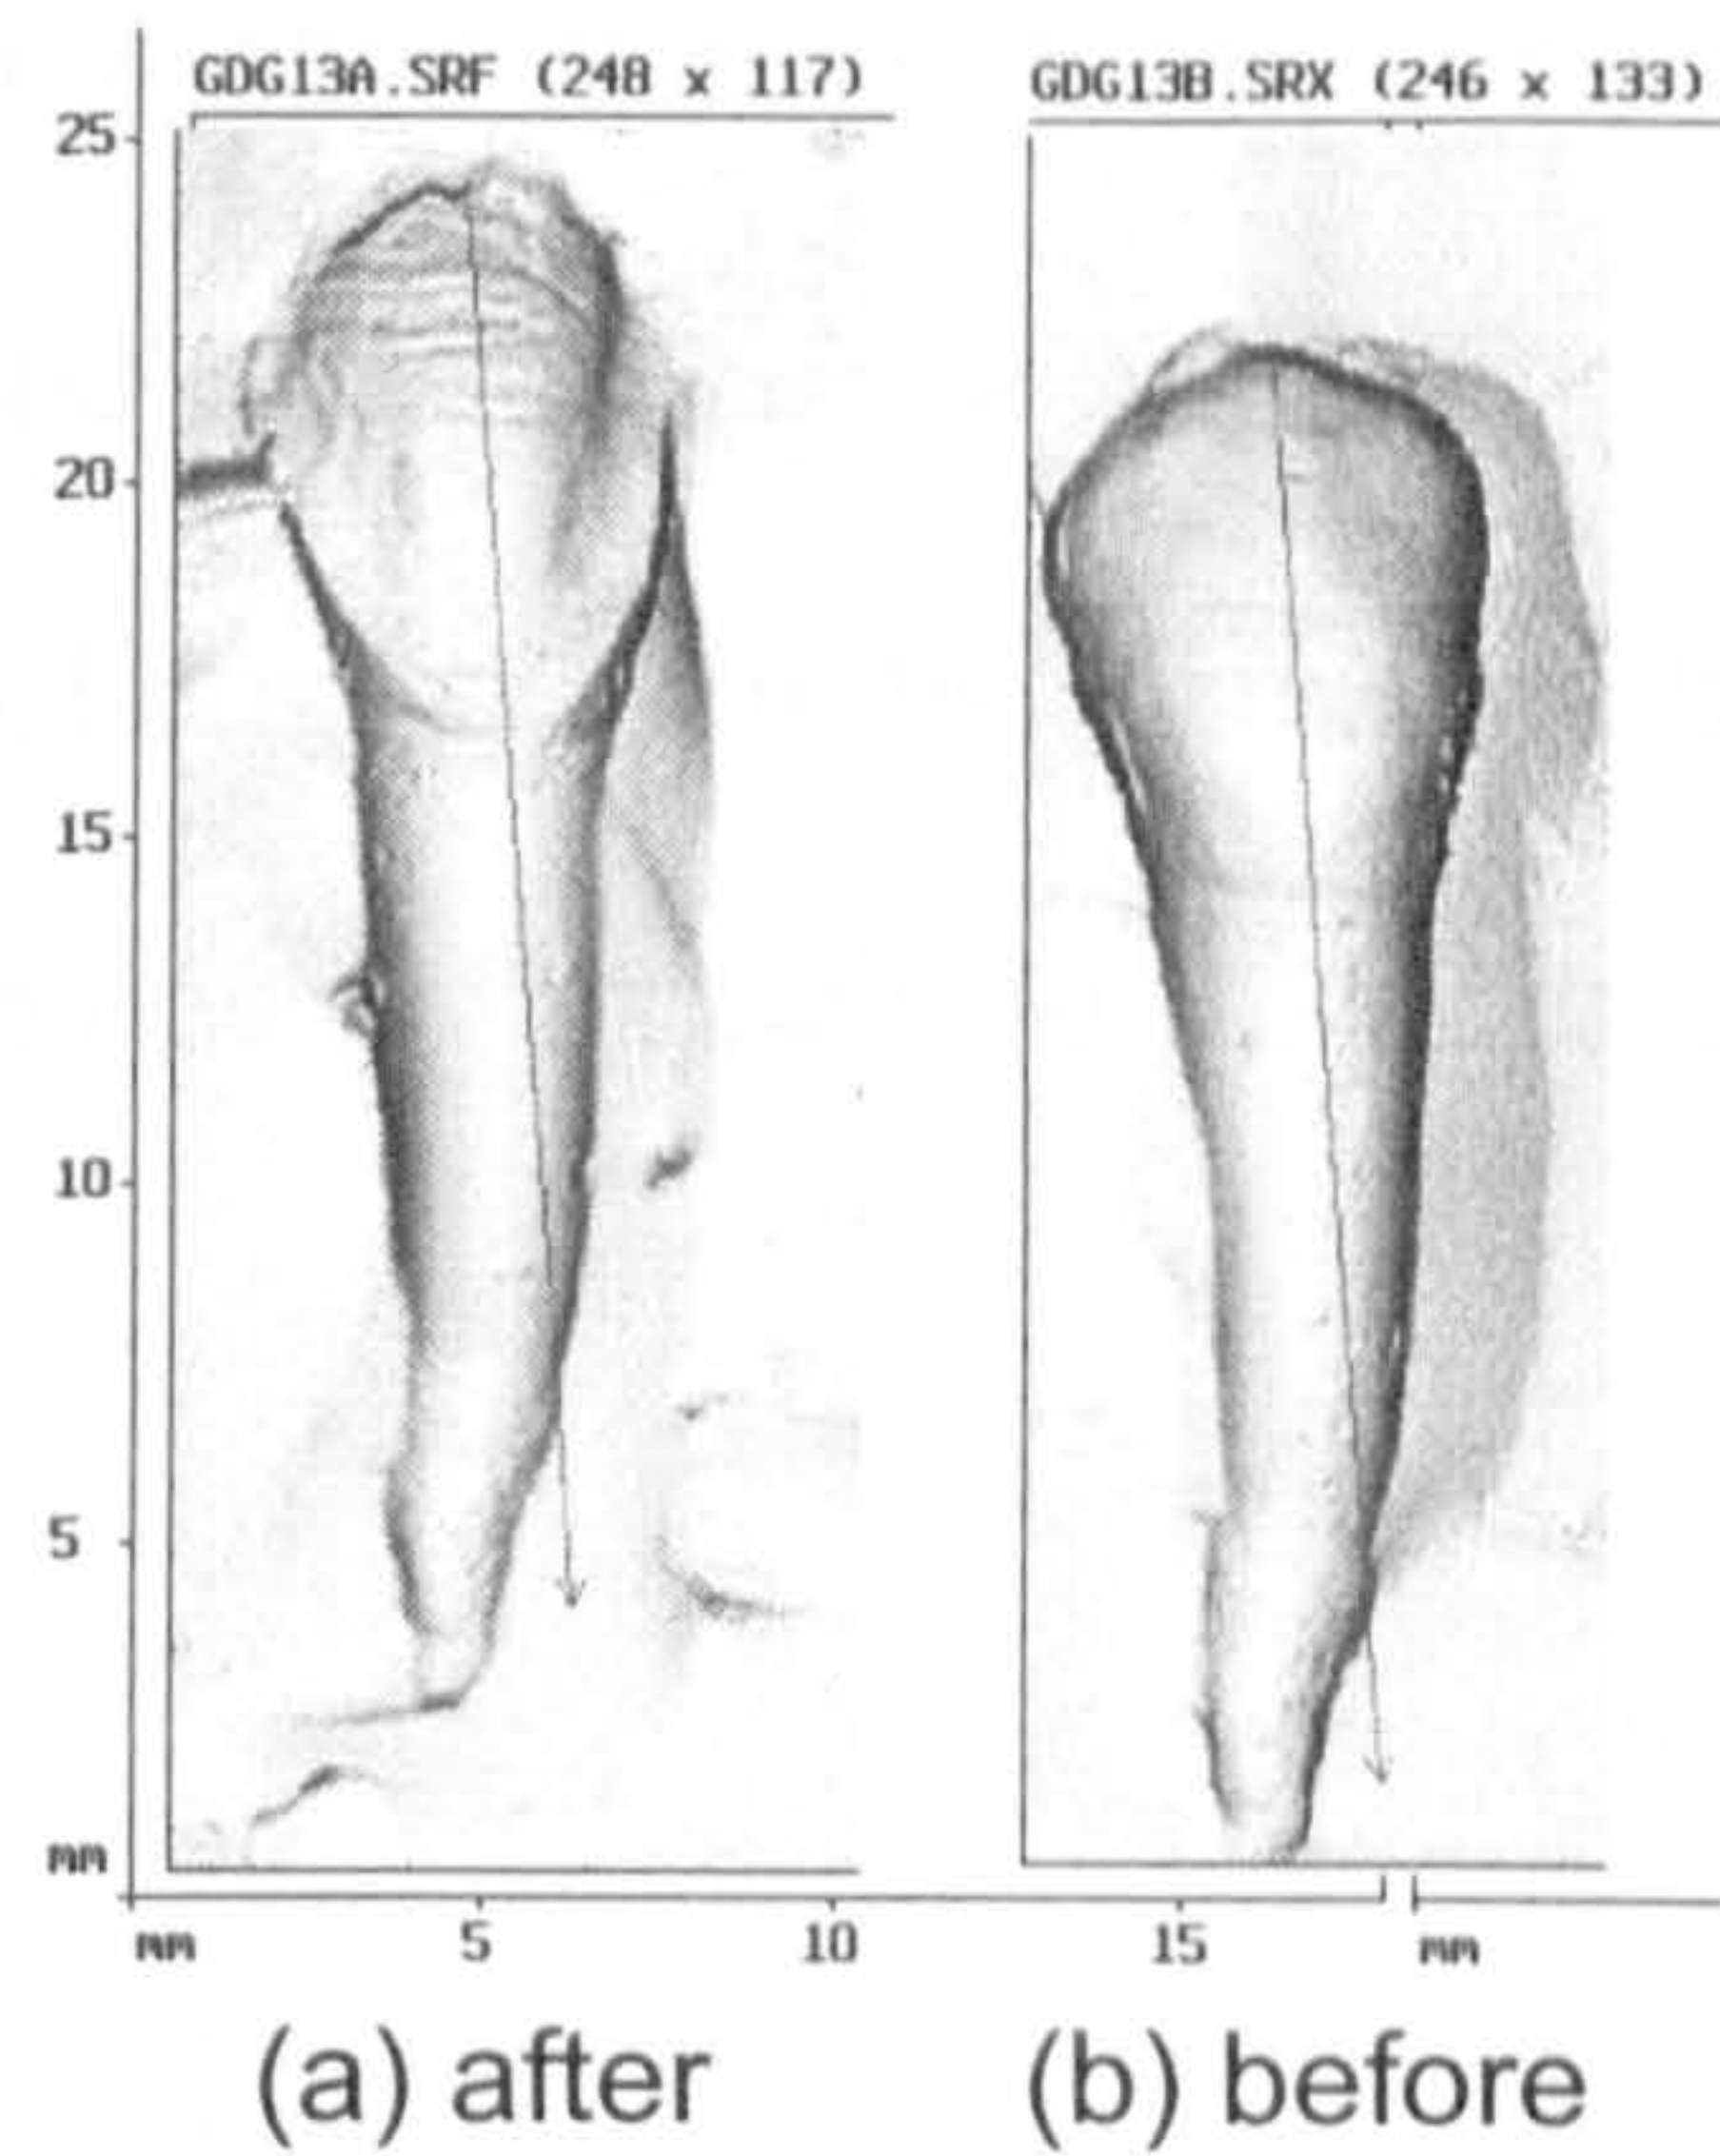 GDG13A.SRF (248 x 117) GDG13B.SRX (246 x 133)
25
20
15
10
5
mm
mm 5 10 15 mm
(a) after (b) before